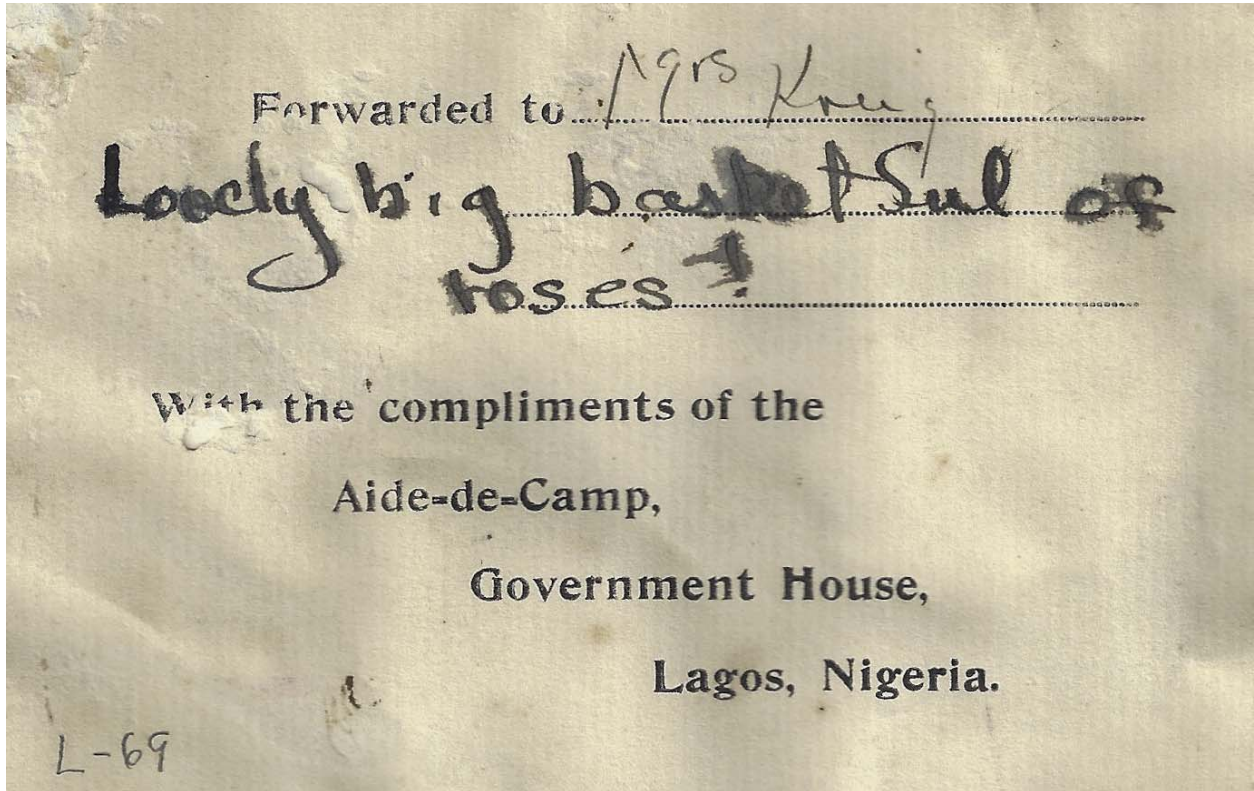 Forwarded to Mrs Krug
Lovely big basketful of
roses!
With the compliments of the
Aide-de-Camp,
Government House,
Lagos, Nigeria.
L-69